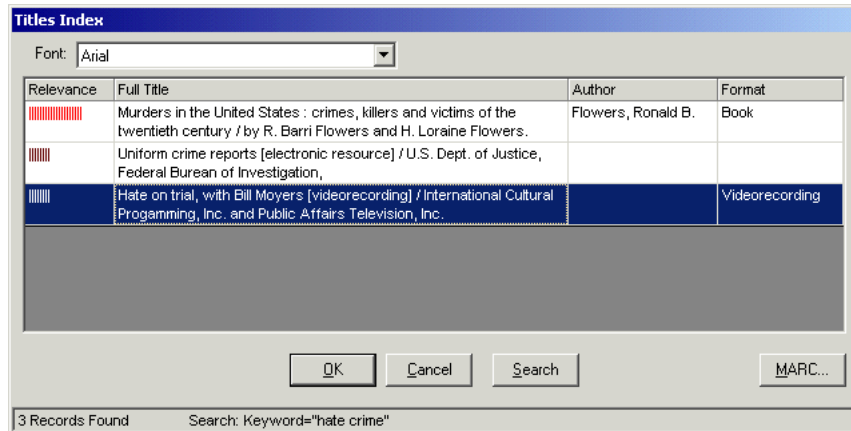 Titles Index
Font: Arial
Relevance Full Title Author Format
Murders in the United States : crimes, killers and victims of the Flowers, Ronald B. Book
twentieth century / by R. Barri Flowers and H. Loraine Flowers.
Uniform crime reports [electronic resource] / U.S. Dept. of Justice,
Federal Burean of Investigation,
Hate on trial, with Bill Moyers [videorecording] / International Cultural Videorecording
Progamming, Inc. and Public Affairs Television, Inc.
OK Cancel Search MARC...
3 Records Found Search: Keyword="hate crime"